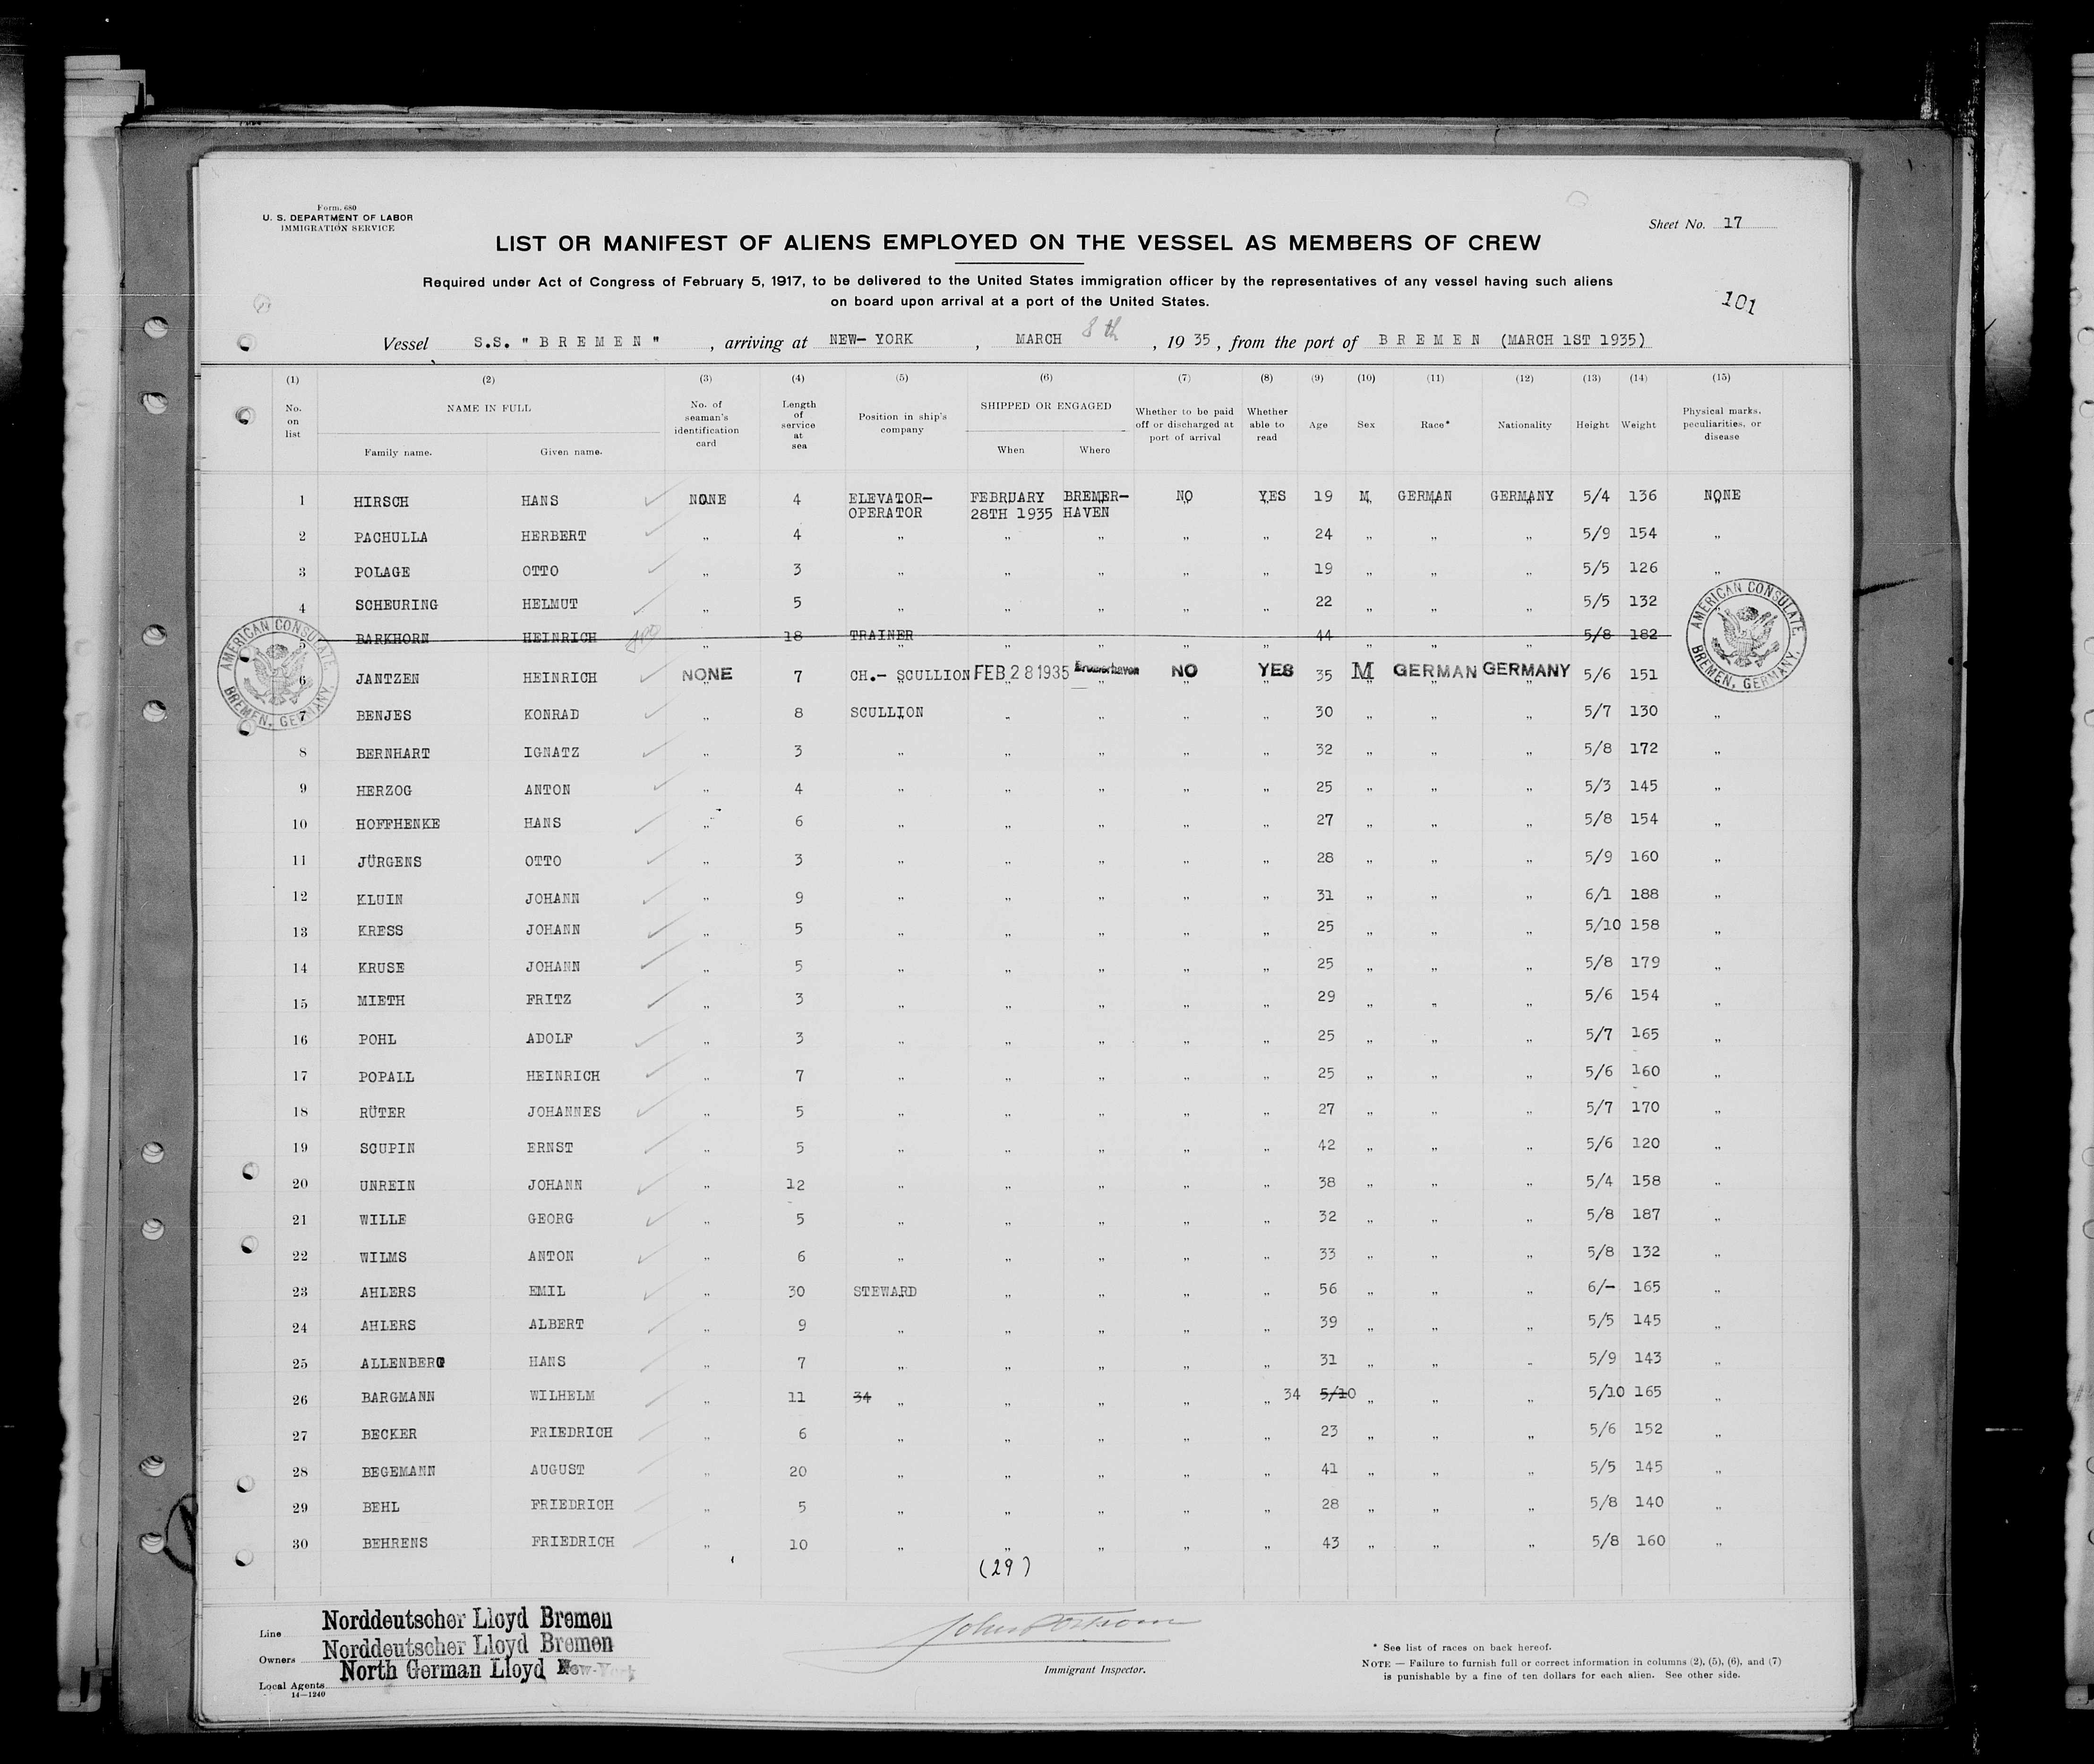 Form 680
U. S. DEPARTMENT OF LABOR
IMMIGRATION SERVICE
Sheet No. 17
LIST OR MANIFEST OF ALIENS EMPLOYED ON THE VESSEL AS MEMBERS OF CREW
Required under Act of Congress of February 5, 1917, to be delivered to the United States immigration officer by the representatives of any vessel having such aliens
on board upon arrival at a port of the United States.
101
Vessel S.S. " B R E M E N " , arriving at NEW- YORK , MARCH 8 th , 19 35 , from the port of B R E M E N (MARCH 1ST 1935)
(1) (2) (3) (4) (5) (6) (7) (8) (9) (10) (11) (12) (13) (14) (15)
No. on list NAME IN FULL Family name. Given name. No. of seaman's identification card Length of service at sea Position in ship's company SHIPPED OR ENGAGED When Where Whether to be paid off or discharged at port of arrival Whether able to read Age Sex Race* Nationality Height Weight Physical marks, peculiarities, or disease
1 HIRSCH HANS NONE 4 ELEVATOR- FEBRUARY BREMER- NO YES 19 M GERMAN GERMANY 5/4 136 NONE
OPERATOR 28TH 1935 HAVEN
2 PACHULLA HERBERT " 4 " " " " " 24 " " " 5/9 154 "
3 POLAGE OTTO " 3 " " " " " 19 " " " 5/5 126 "
4 SCHEURING HELMUT " 5 " " " " " 22 " " " 5/5 132
5 BARKHORN HEINRICH " 18 TRAINER " " " " 44 " " " 5/8 182
6 JANTZEN HEINRICH NONE 7 CH.- SCULLION FEB 28 1935 Bremerhaven NO YES 35 M GERMAN GERMANY 5/6 151
7 BENJES KONRAD " 8 SCULLION " " " " 30 " " " 5/7 130 "
8 BERNHART IGNATZ " 3 " " " " " 32 " " " 5/8 172 "
9 HERZOG ANTON " 4 " " " " " 25 " " " 5/3 145 "
10 HOFFHENKE HANS " 6 " " " " " 27 " " " 5/8 154 "
11 JÜRGENS OTTO " 3 " " " " " 28 " " " 5/9 160 "
12 KLUIN JOHANN " 9 " " " " " 31 " " " 6/1 188 "
13 KRESS JOHANN " 5 " " " " " 25 " " " 5/10 158 "
14 KRUSE JOHANN " 5 " " " " " 25 " " " 5/8 179 "
15 MIETH FRITZ " 3 " " " " " 29 " " " 5/6 154 "
16 POHL ADOLF " 3 " " " " " 25 " " " 5/7 165 "
17 POPALL HEINRICH " 7 " " " " " 25 " " " 5/6 160 "
18 RÜTER JOHANNES " 5 " " " " " 27 " " " 5/7 170 "
19 SCUPIN ERNST " 5 " " " " " 42 " " " 5/6 120 "
20 UNREIN JOHANN " 12 " " " " " 38 " " " 5/4 158 "
21 WILLE GEORG " 5 " " " " " 32 " " " 5/8 187 "
22 WILMS ANTON " 6 " " " " " 33 " " " 5/8 132 "
23 AHLERS EMIL " 30 STEWARD " " " " 56 " " " 6/- 165 "
24 AHLERS ALBERT " 9 " " " " " 39 " " " 5/5 145 "
25 ALLENBERG HANS " 7 " " " " " 31 " " " 5/9 143 "
26 BARGMANN WILHELM " 11 34 " " " " " 34 5/10 " " " 5/10 165 "
27 BECKER FRIEDRICH " 6 " " " " " 23 " " " 5/6 152 "
28 BEGEMANN AUGUST " 20 " " " " " 41 " " " 5/5 145 "
29 BEHL FRIEDRICH " 5 " " " " " 28 " " " 5/8 140 "
30 BEHRENS FRIEDRICH " 10 " " " " " 43 " " " 5/8 160 "
(29)
AMERICAN CONSULATE
BREMEN, GERMANY.
AMERICAN CONSULATE
BREMEN, GERMANY.
Line Norddeutscher Lloyd Bremen
Owners Norddeutscher Lloyd Bremen
Local Agents North German Lloyd New-York
14—1240
Immigrant Inspector.
* See list of races on back hereof.
NOTE — Failure to furnish full or correct information in columns (2), (5), (6), and (7)
is punishable by a fine of ten dollars for each alien. See other side.